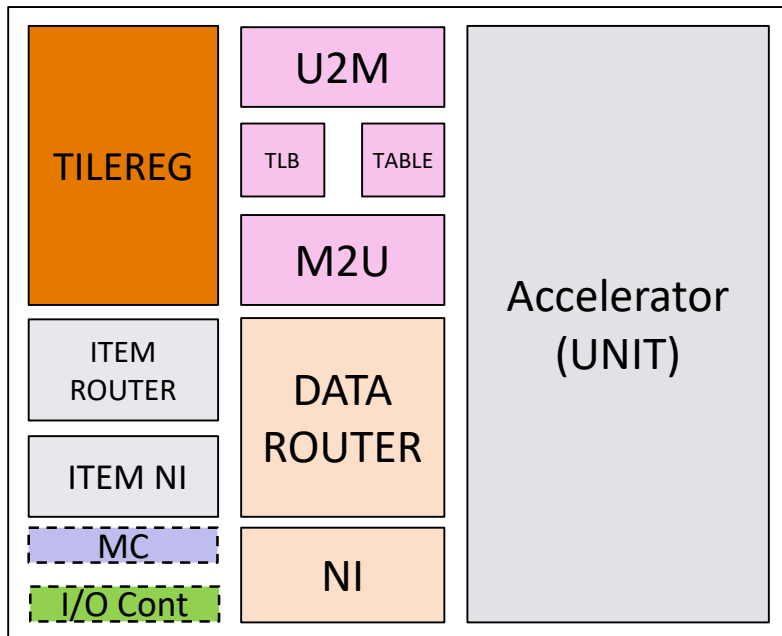 TILEREG
ITEM
ROUTER
ITEM NI
MC
I/O Cont
U2M
TLB
TABLE
M2U
DATA
ROUTER
NI
Accelerator
(UNIT)